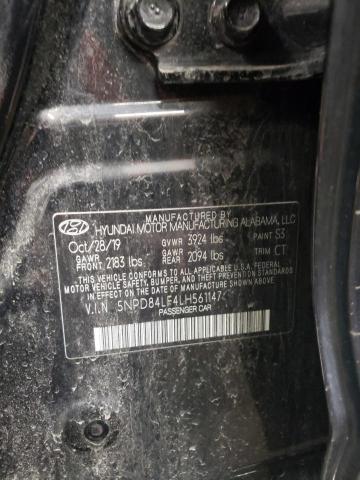 MANUFACTURED BY
HYUNDAI MOTOR MANUFACTURING ALABAMA, LLC
Oct/28/19 GVWR 3924 lbs PAINT S3
GAWR FRONT 2183 lbs GAWR REAR 2094 lbs TRIM CT
THIS VEHICLE CONFORMS TO ALL APPLICABLE U.S.A FEDERAL
MOTOR VEHICLE SAFETY, BUMPER, AND THEFT PREVENTION
STANDARDS IN EFFECT ON THE DATE OF MANUFACTURE
SHOWN ABOVE.
V.I.N 5NPD84LF4LH561147
PASSENGER CAR